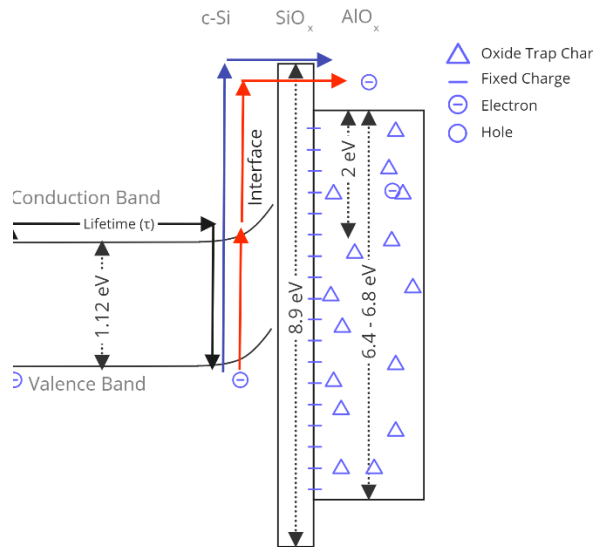 c-Si
SiOx
AlOx
Oxide Trap Char
Fixed Charge
Electron
Hole
Interface
2 eV
Conduction Band
Lifetime (τ)
1.12 eV
8.9 eV
6.4 - 6.8 eV
Valence Band